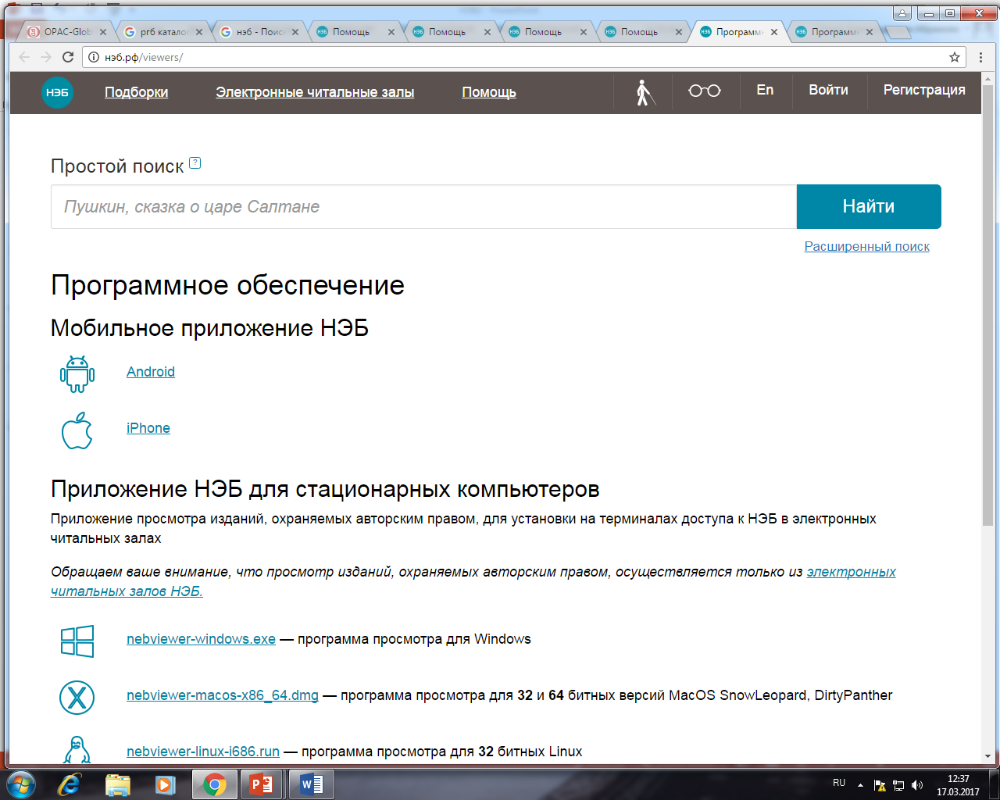 OPAC-Glob
ргб каталог
нэб - Поис
Помощь
Помощь
Помощь
Помощь
Программ
Программ
нэб.рф/viewers/
НЭБ
Подборки
Электронные читальные залы
Помощь
En
Войти
Регистрация
Простой поиск ?
Пушкин, сказка о царе Салтане
Найти
Расширенный поиск
Программное обеспечение
Мобильное приложение НЭБ
Android
iPhone
Приложение НЭБ для стационарных компьютеров
Приложение просмотра изданий, охраняемых авторским правом, для установки на терминалах доступа к НЭБ в электронных
читальных залах
Обращаем ваше внимание, что просмотр изданий, охраняемых авторским правом, осуществляется только из электронных
читальных залов НЭБ.
nebviewer-windows.exe — программа просмотра для Windows
nebviewer-macos-x86_64.dmg — программа просмотра для 32 и 64 битных версий MacOS SnowLeopard, DirtyPanther
nebviewer-linux-i686.run — программа просмотра для 32 битных Linux
RU
12:37
17.03.2017